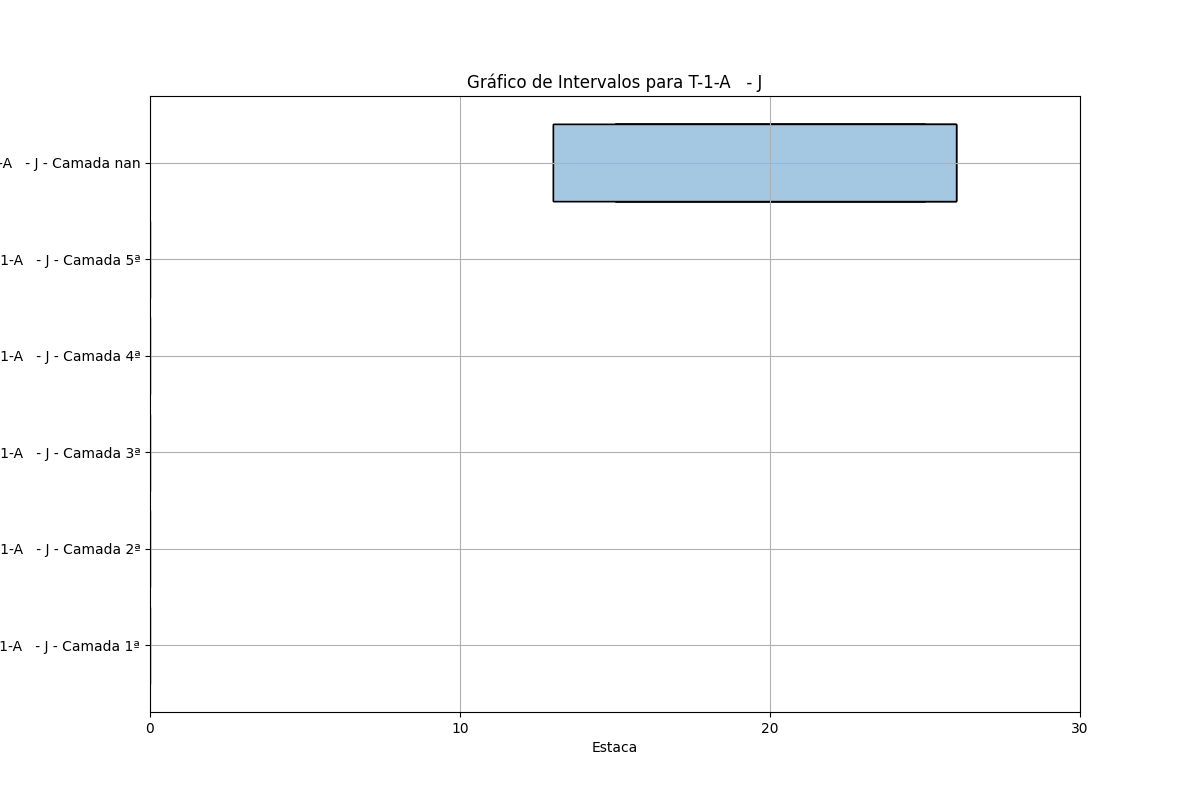 Gráfico de Intervalos para T-1-A - J
-A - J - Camada nan
1-A - J - Camada 5ª
1-A - J - Camada 4ª
1-A - J - Camada 3ª
1-A - J - Camada 2ª
1-A - J - Camada 1ª
0 10 20 30
Estaca